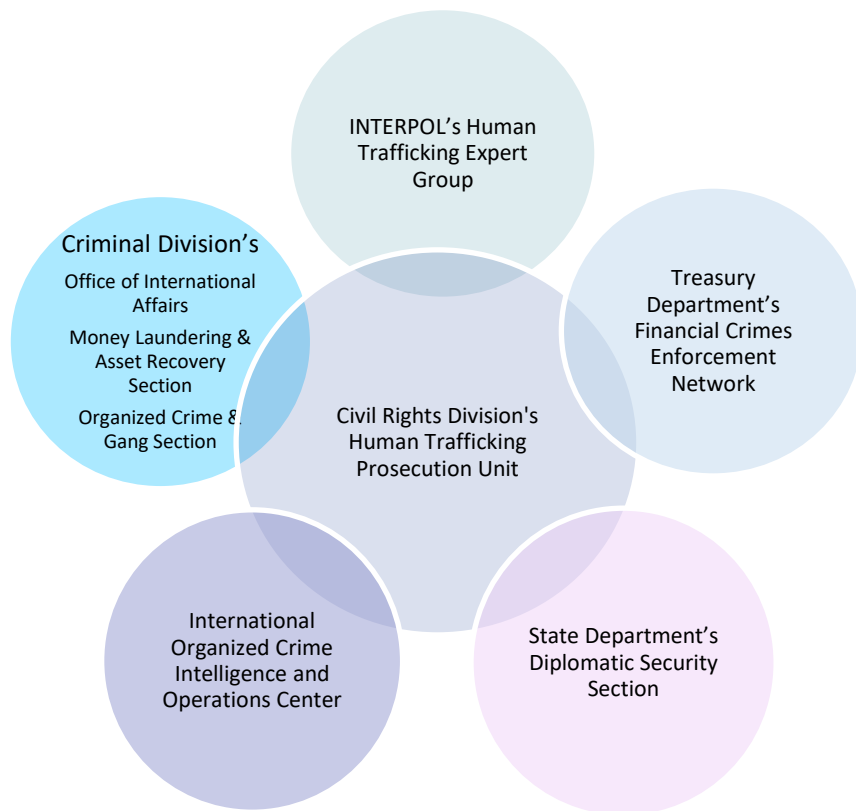 INTERPOL’s Human
Trafficking Expert
Group
Criminal Division’s
Office of International
Affairs
Money Laundering &
Asset Recovery
Section
Organized Crime &
Gang Section
Treasury
Department’s
Financial Crimes
Enforcement
Network
Civil Rights Division's
Human Trafficking
Prosecution Unit
International
Organized Crime
Intelligence and
Operations Center
State Department’s
Diplomatic Security
Section